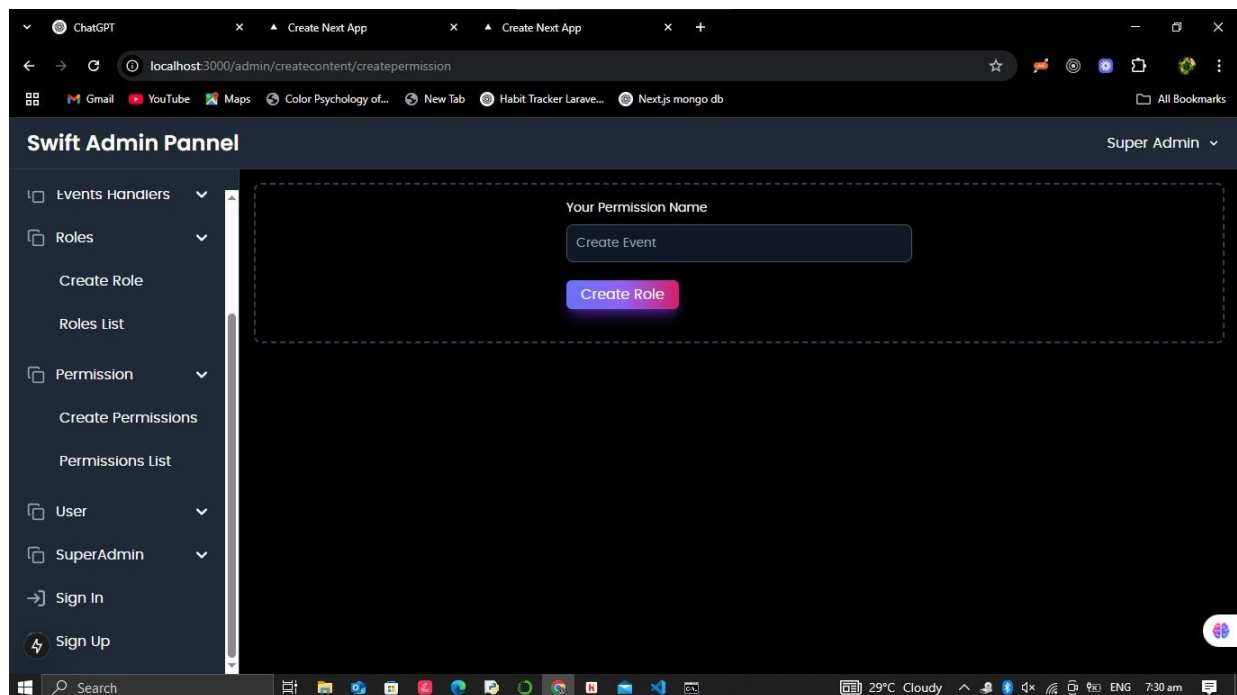 ChatGPT
Create Next App
Create Next App
localhost:3000/admin/createcontent/createpermission
Gmail
YouTube
Maps
Color Psychology of...
New Tab
Habit Tracker Larave...
Next.js mongo db
All Bookmarks
Swift Admin Pannel
Super Admin
Events Handlers
Roles
Create Role
Roles List
Permission
Create Permissions
Permissions List
User
SuperAdmin
Sign In
Sign Up
Your Permission Name
Create Event
Create Role
Search
29°C Cloudy
ENG
7:30 am